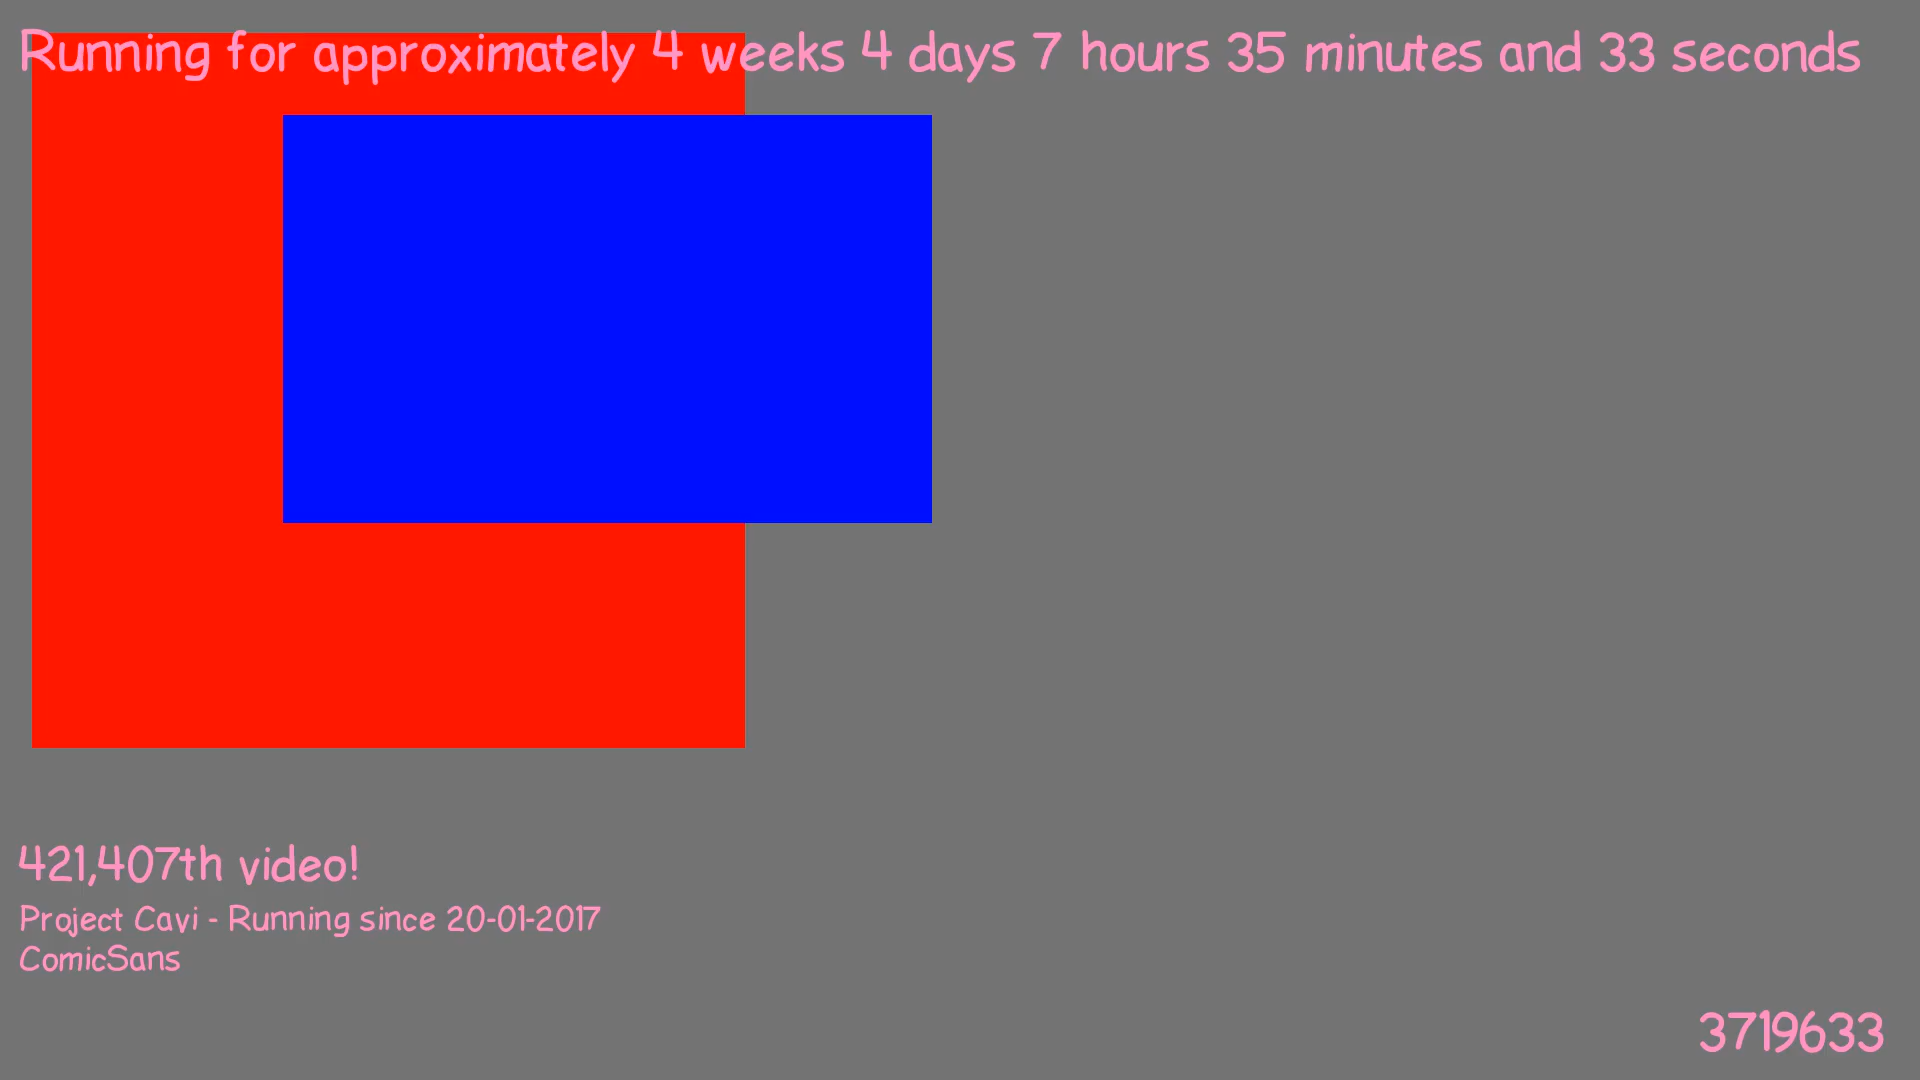 Running for approximately 4 weeks 4 days 7 hours 35 minutes and 33 seconds
421,407th video!
Project Cavi - Running since 20-01-2017
ComicSans
3719633